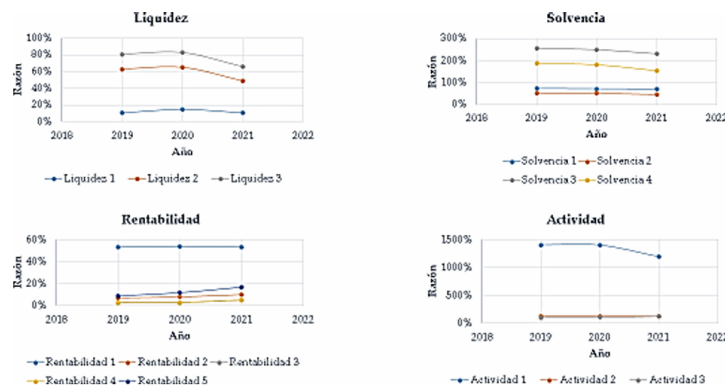 Liquidez
100%
80%
60%
40%
20%
0%
Razón
2018 2019 2020 2021 2022
Año
Liquidez 1 Liquidez 2 Liquidez 3
Solvencia
300%
200%
100%
0%
Razón
2018 2019 2020 2021 2022
Año
Solvencia 1 Solvencia 2
Solvencia 3 Solvencia 4
Rentabilidad
60%
40%
20%
0%
Razón
2018 2019 2020 2021 2022
Año
Rentabilidad 1 Rentabilidad 2 Rentabilidad 3
Rentabilidad 4 Rentabilidad 5
Actividad
1500%
1000%
500%
0%
Razón
2018 2019 2020 2021 2022
Año
Actividad 1 Actividad 2 Actividad 3